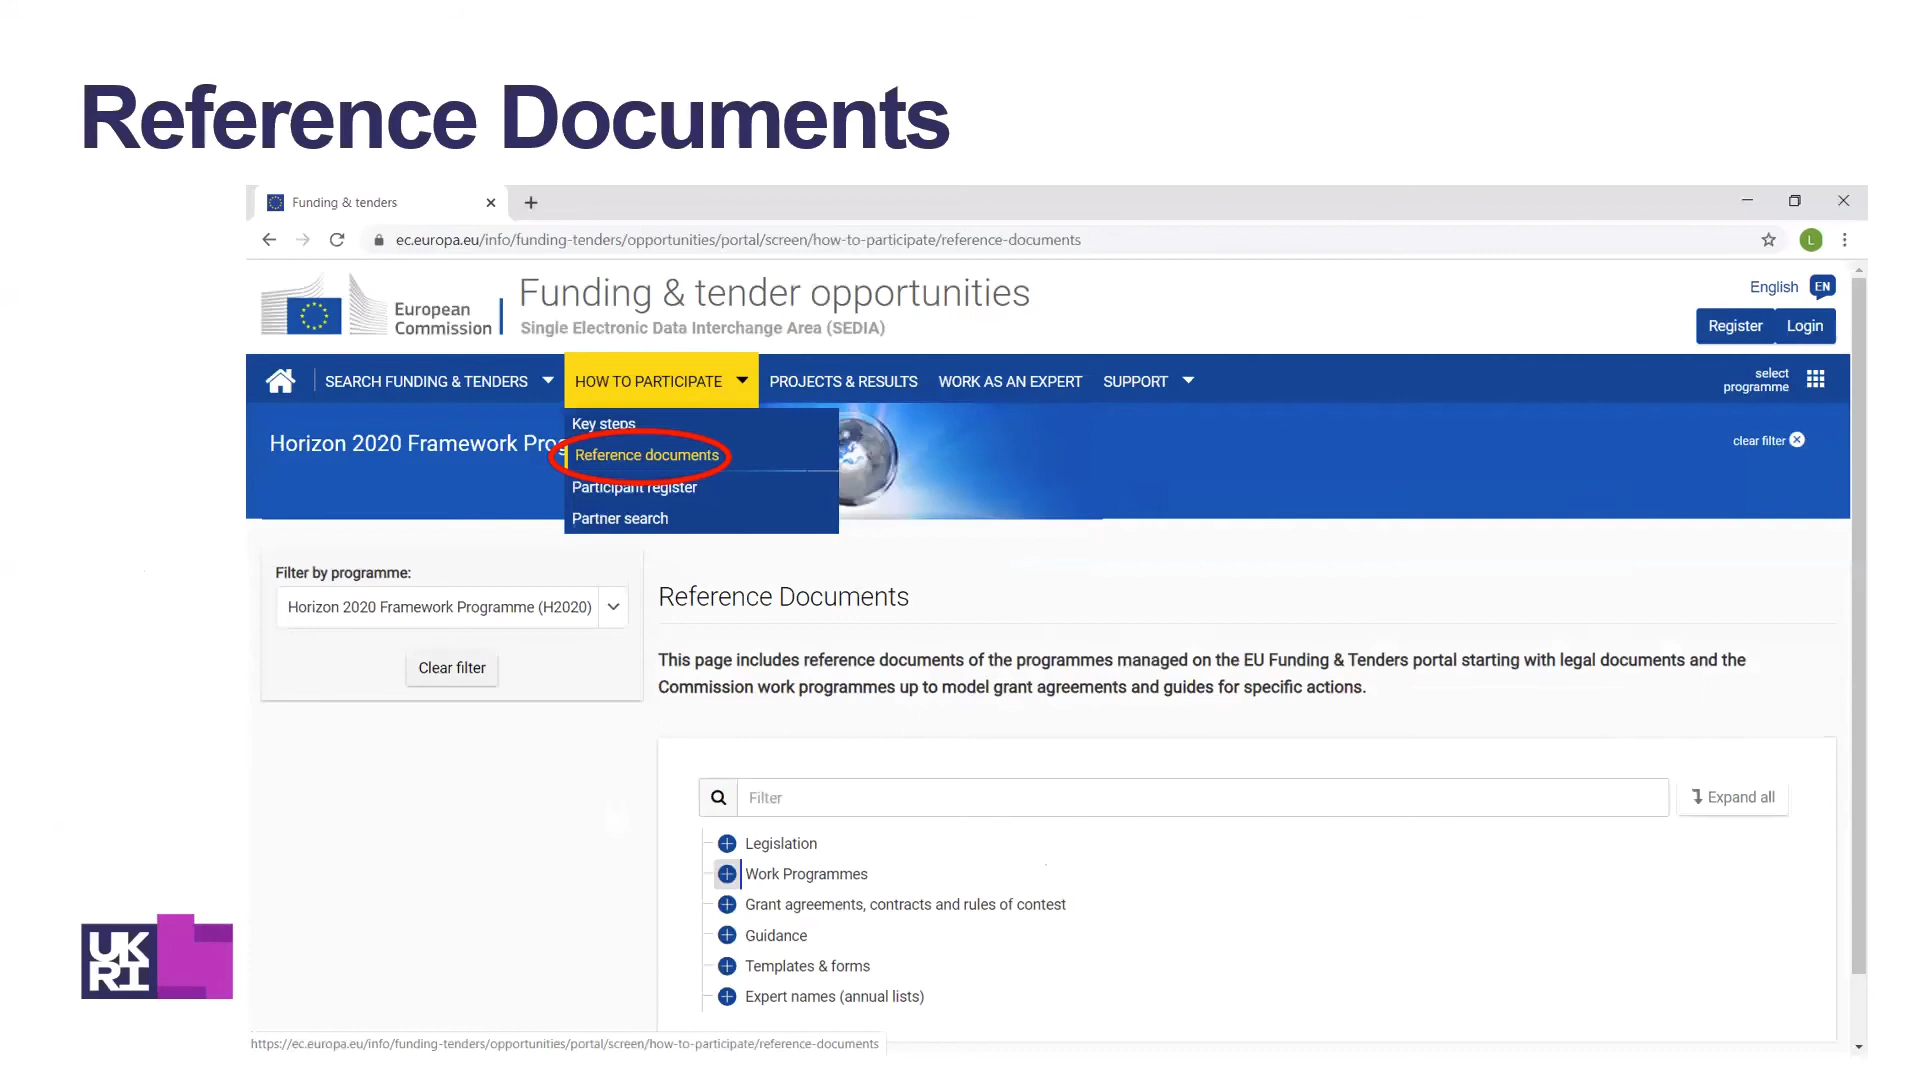 Reference Documents
Funding & tenders
ec.europa.eu/info/funding-tenders/opportunities/portal/screen/how-to-participate/reference-documents
L
European
Commission
Funding & tender opportunities
Single Electronic Data Interchange Area (SEDIA)
English EN
Register Login
SEARCH FUNDING & TENDERS HOW TO PARTICIPATE PROJECTS & RESULTS WORK AS AN EXPERT SUPPORT
select
programme
Horizon 2020 Framework Prog
clear filter
Key steps
Reference documents
Participant register
Partner search
Filter by programme:
Horizon 2020 Framework Programme (H2020)
Clear filter
Reference Documents
This page includes reference documents of the programmes managed on the EU Funding & Tenders portal starting with legal documents and the
Commission work programmes up to model grant agreements and guides for specific actions.
Filter
Expand all
Legislation
Work Programmes
Grant agreements, contracts and rules of contest
Guidance
Templates & forms
Expert names (annual lists)
UK
RI
https://ec.europa.eu/info/funding-tenders/opportunities/portal/screen/how-to-participate/reference-documents